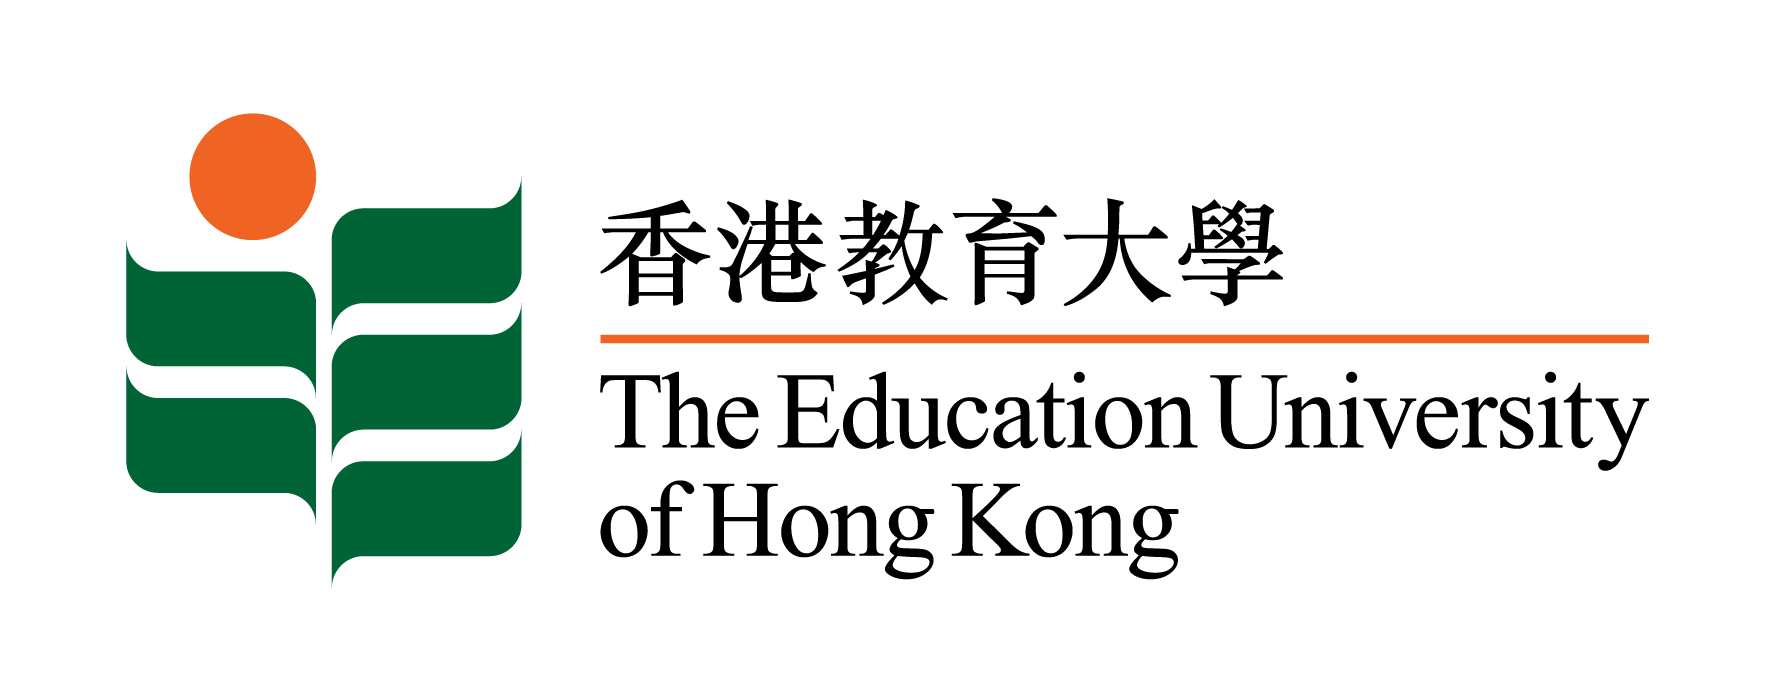 香港教育大學
The Education University
of Hong Kong